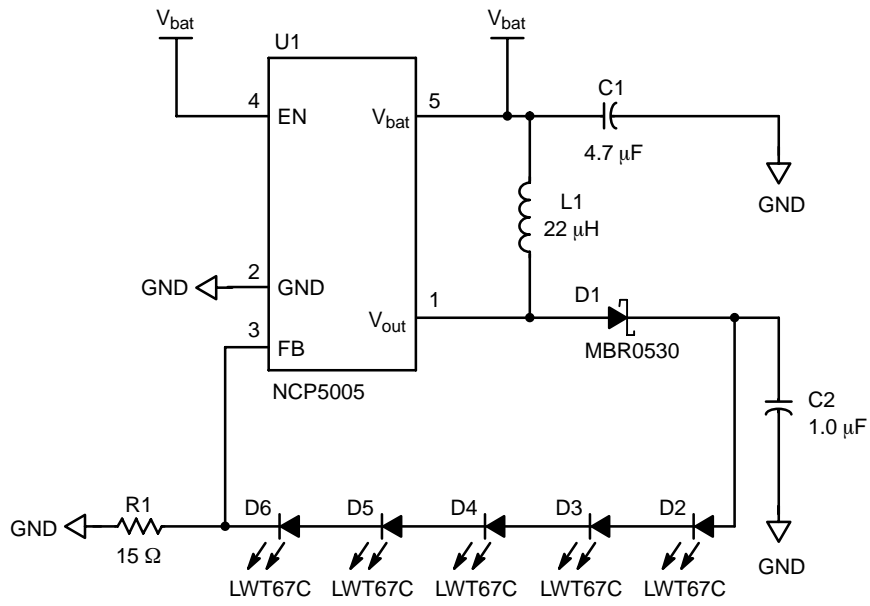 Vbat
U1
Vbat
C1
4
EN
Vbat
5
4.7 μF
GND
L1
22 μH
GND
2
GND
1
D1
Vout
3
FB
MBR0530
NCP5005
C2
1.0 μF
R1
D6
D5
D4
D3
D2
GND
15 Ω
GND
LWT67C
LWT67C
LWT67C
LWT67C
LWT67C